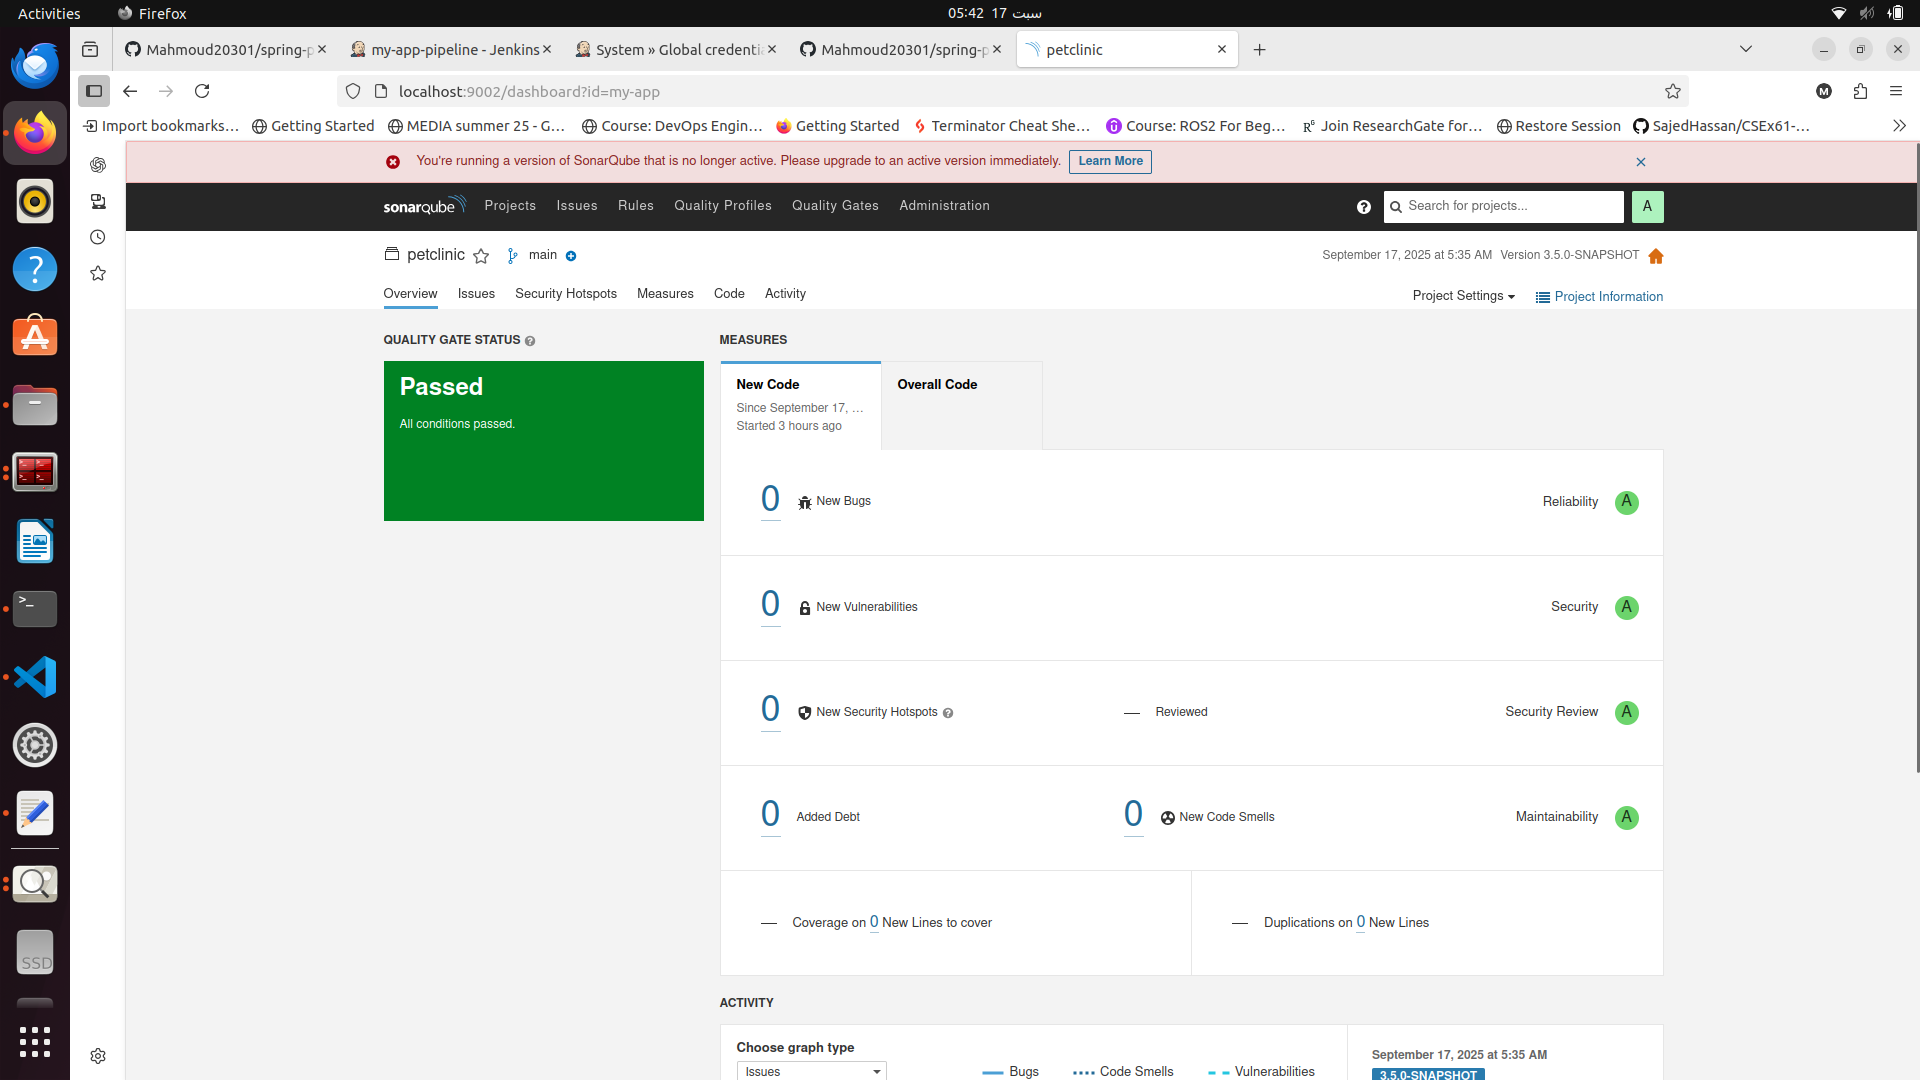 Activities
Firefox
05:42 17 سبت
Mahmoud20301/spring-p
my-app-pipeline - Jenkins
System » Global credenti
Mahmoud20301/spring-p
petclinic
localhost:9002/dashboard?id=my-app
M
Import bookmarks…
Getting Started
MEDIA summer 25 - G…
Course: DevOps Engin…
Getting Started
Terminator Cheat She…
Course: ROS2 For Beg…
Join ResearchGate for…
Restore Session
SajedHassan/CSEx61-…
You're running a version of SonarQube that is no longer active. Please upgrade to an active version immediately.
Learn More
sonarqube
Projects
Issues
Rules
Quality Profiles
Quality Gates
Administration
Search for projects...
A
petclinic
main
September 17, 2025 at 5:35 AM Version 3.5.0-SNAPSHOT
Overview
Issues
Security Hotspots
Measures
Code
Activity
Project Settings
Project Information
QUALITY GATE STATUS
Passed
All conditions passed.
MEASURES
New Code
Since September 17, …
Started 3 hours ago
Overall Code
0 New Bugs
Reliability A
0 New Vulnerabilities
Security A
0 New Security Hotspots
— Reviewed
Security Review A
0 Added Debt
0 New Code Smells
Maintainability A
— Coverage on 0 New Lines to cover
— Duplications on 0 New Lines
ACTIVITY
Choose graph type
Issues
Bugs
Code Smells
Vulnerabilities
September 17, 2025 at 5:35 AM
3.5.0-SNAPSHOT
SSD